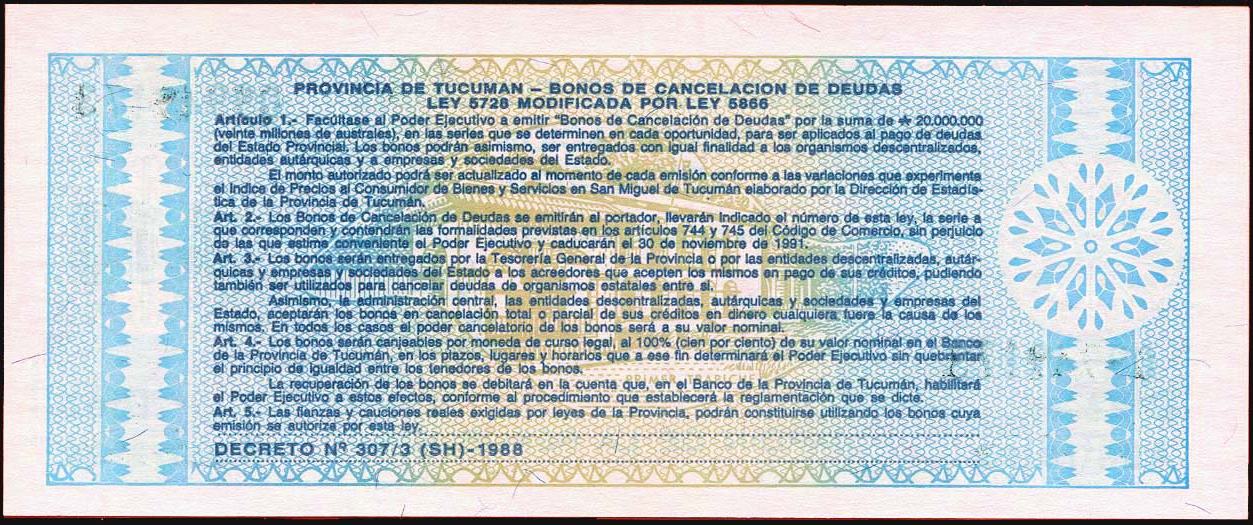 PROVINCIA DE TUCUMAN – BONOS DE CANCELACION DE DEUDAS
LEY 5728 MODIFICADA POR LEY 5866
Artículo 1.- Facúltase al Poder Ejecutivo a emitir "Bonos de Cancelación de Deudas" por la suma de ₳ 20.000.000
(veinte millones de australes), en las series que se determinen en cada oportunidad, para ser aplicados al pago de deudas
del Estado Provincial. Los bonos podrán asimismo, ser entregados con igual finalidad a los organismos descentralizados,
entidades autárquicas y a empresas y sociedades del Estado.
El monto autorizado podrá ser actualizado al momento de cada emisión conforme a las variaciones que experimente
el Indice de Precios al Consumidor de Bienes y Servicios en San Miguel de Tucumán elaborado por la Dirección de Estadís-
tica de la Provincia de Tucumán.
Art. 2.- Los Bonos de Cancelación de Deudas se emitirán al portador, llevarán indicado el número de esta ley, la serie a
que corresponden y contendrán las formalidades previstas en los artículos 744 y 745 del Código de Comercio, sin perjuicio
de las que estime conveniente el Poder Ejecutivo y caducarán el 30 de noviembre de 1991.
Art. 3.- Los bonos serán entregados por la Tesorería General de la Provincia o por las entidades descentralizadas, autár-
quicas y empresas y sociedades del Estado a los acreedores que acepten los mismos en pago de sus créditos, pudiendo
también ser utilizados para cancelar deudas de organismos estatales entre sí.
Asimismo, la administración central, las entidades descentralizadas, autárquicas y sociedades y empresas del
Estado, aceptarán los bonos en cancelación total o parcial de sus créditos en dinero cualquiera fuere la causa de los
mismos. En todos los casos el poder cancelatorio de los bonos será a su valor nominal.
Art. 4.- Los bonos serán canjeables por moneda de curso legal, al 100% (cien por ciento) de su valor nominal en el Banco
de la Provincia de Tucumán, en los plazos, lugares y horarios que a ese fin determinará el Poder Ejecutivo sin quebrantar
el principio de igualdad entre los tenedores de los bonos.
La recuperación de los bonos se debitará en la cuenta que, en el Banco de la Provincia de Tucumán, habilitará
el Poder Ejecutivo a estos efectos, conforme al procedimiento que establecerá la reglamentación que se dicte.
Art. 5.- Las fianzas y cauciones reales exigidas por leyes de la Provincia, podrán constituirse utilizando los bonos cuya
emisión se autoriza por esta ley.
DECRETO Nº 307/3 (SH)-1988